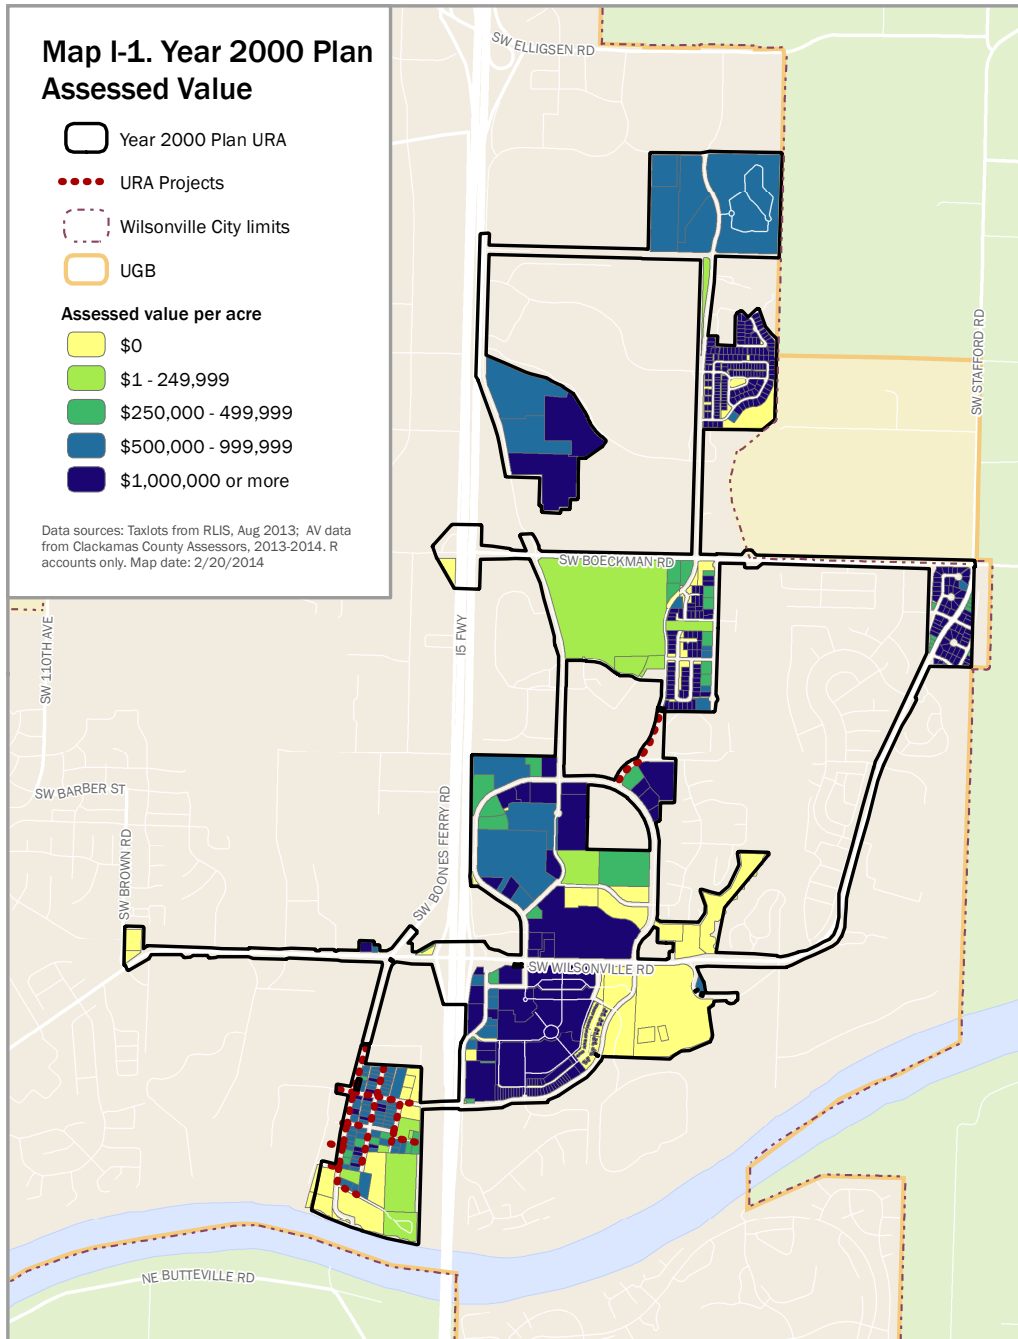 Map I-1. Year 2000 Plan
Assessed Value
Year 2000 Plan URA
URA Projects
Wilsonville City limits
UGB
Assessed value per acre
$0
$1 - 249,999
$250,000 - 499,999
$500,000 - 999,999
$1,000,000 or more
Data sources: Taxlots from RLIS, Aug 2013;  AV data
from Clackamas County Assessors, 2013-2014. R
accounts only. Map date: 2/20/2014
SW ELLIGSEN RD
SW STAFFORD RD
SW BOECKMAN RD
I5 FWY
SW 110TH AVE
SW BARBER ST
SW BROWN RD
SW BOONES FERRY RD
SW WILSONVILLE RD
NE BUTTEVILLE RD